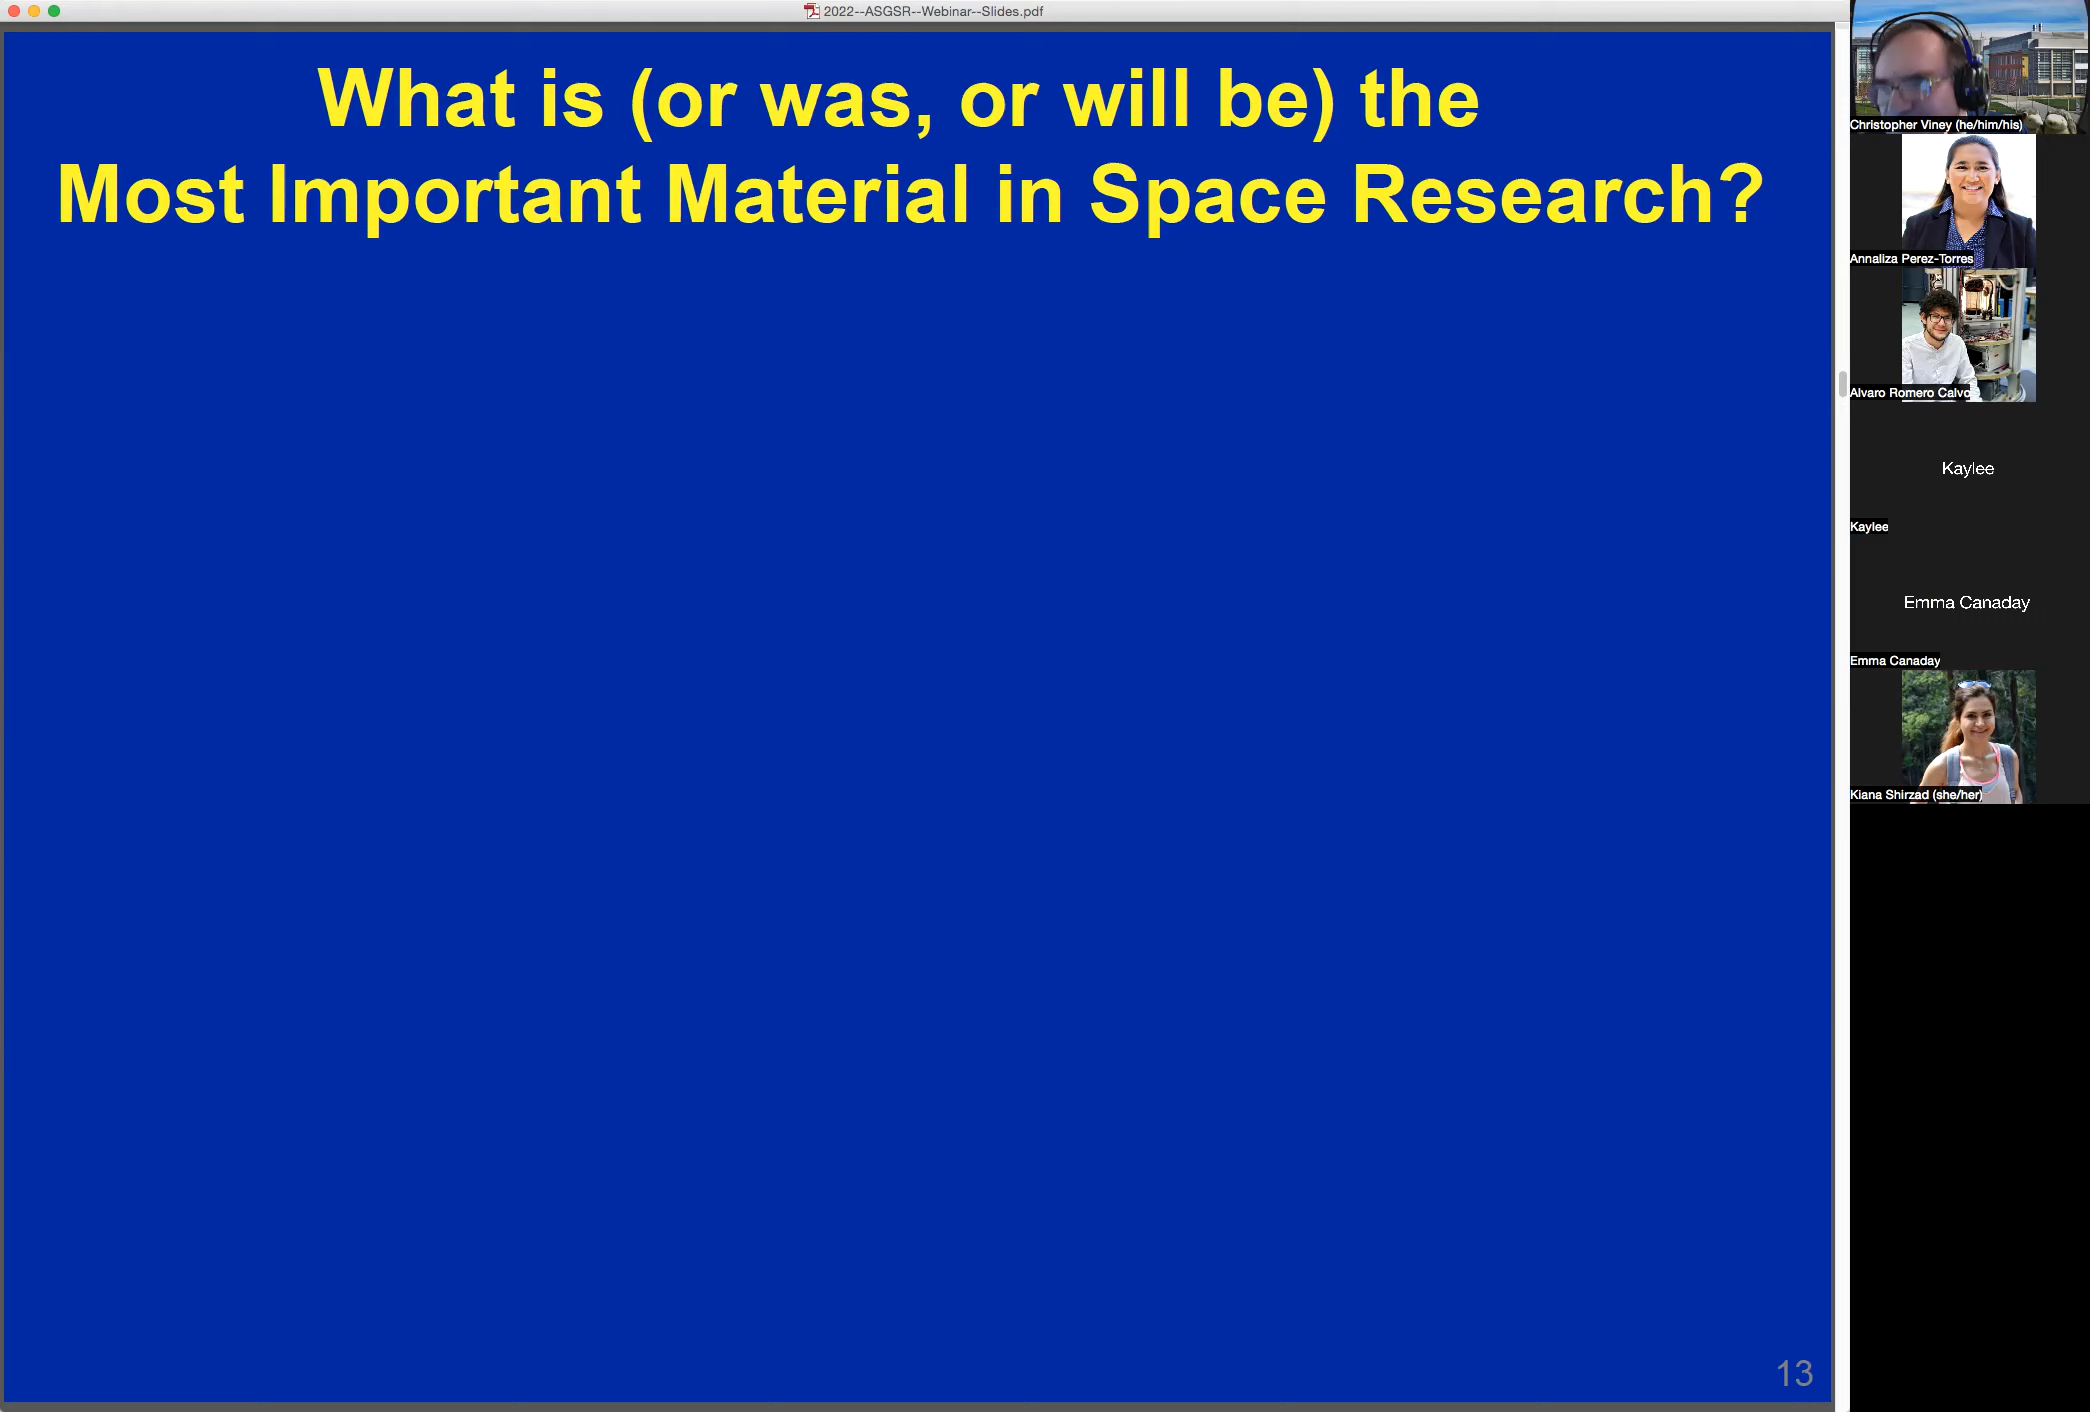 2022--ASGSR--Webinar--Slides.pdf
What is (or was, or will be) the
Most Important Material in Space Research?
13
Christopher Viney (he/him/his)
Annaliza Perez-Torres
Alvaro Romero Calvo
Kaylee
Kaylee
Emma Canaday
Emma Canaday
Kiana Shirzad (she/her)